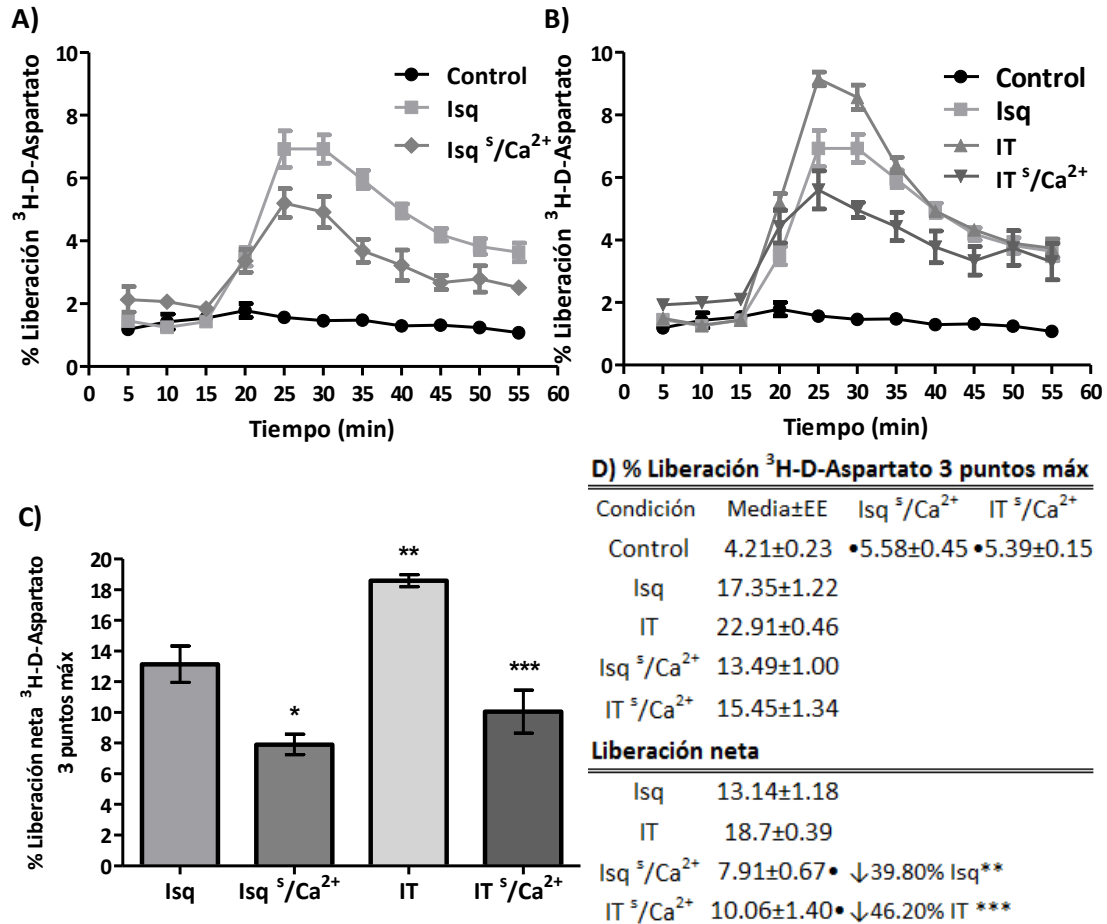 A)
% Liberación ³H-D-Aspartato
10
8
6
4
2
0
Control
Isq
Isq ˢ/Ca²⁺
0 5 10 15 20 25 30 35 40 45 50 55 60
Tiempo (min)
B)
% Liberación ³H-D-Aspartato
10
8
6
4
2
0
Control
Isq
IT
IT ˢ/Ca²⁺
0 5 10 15 20 25 30 35 40 45 50 55 60
Tiempo (min)
C)
% Liberación neta ³H-D-Aspartato
3 puntos máx
20
18
16
14
12
10
8
6
4
2
0
*
**
***
Isq Isq ˢ/Ca²⁺ IT IT ˢ/Ca²⁺
D) % Liberación ³H-D-Aspartato 3 puntos máx
Condición Media±EE Isq ˢ/Ca²⁺ IT ˢ/Ca²⁺
Control 4.21±0.23 •5.58±0.45 •5.39±0.15
Isq 17.35±1.22
IT 22.91±0.46
Isq ˢ/Ca²⁺ 13.49±1.00
IT ˢ/Ca²⁺ 15.45±1.34
Liberación neta
Isq 13.14±1.18
IT 18.7±0.39
Isq ˢ/Ca²⁺ 7.91±0.67• ↓39.80% Isq**
IT ˢ/Ca²⁺ 10.06±1.40•↓46.20% IT ***